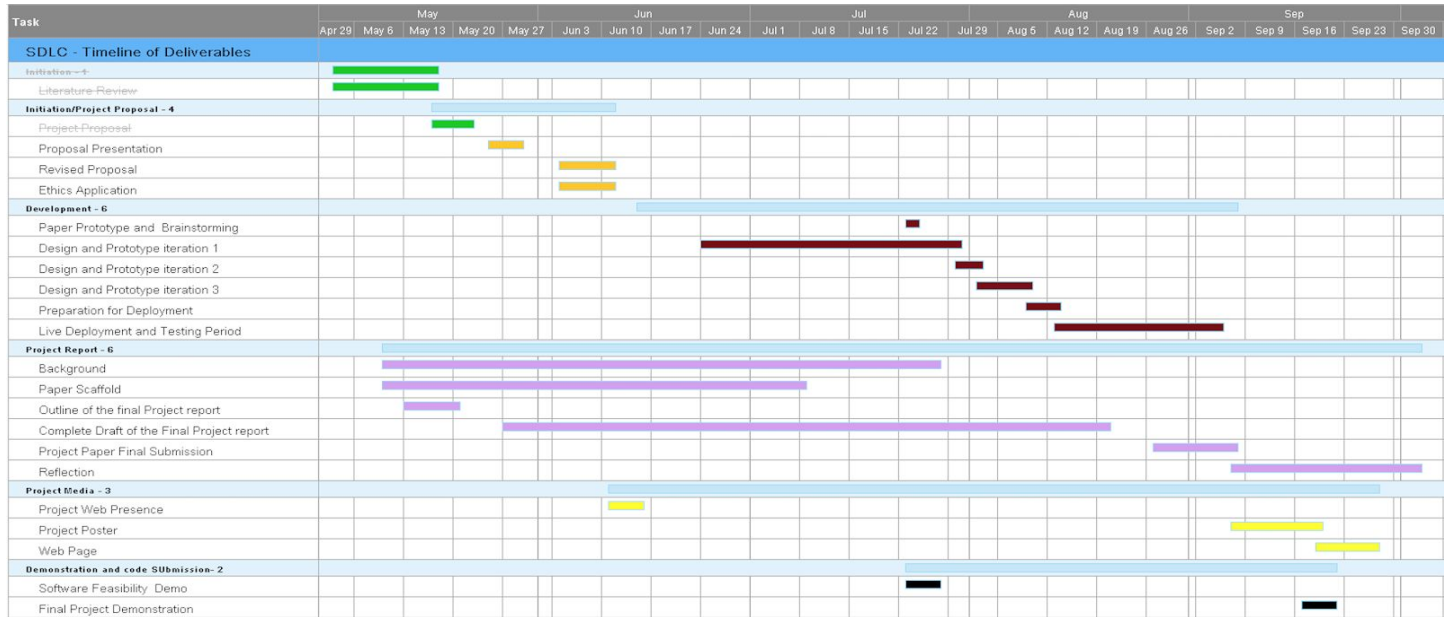 Task
May Jun Jul Aug Sep
Apr 29 May 6 May 13 May 20 May 27 Jun 3 Jun 10 Jun 17 Jun 24 Jul 1 Jul 8 Jul 15 Jul 22 Jul 29 Aug 5 Aug 12 Aug 19 Aug 26 Sep 2 Sep 9 Sep 16 Sep 23 Sep 30
SDLC - Timeline of Deliverables
Initiation - 1
Literature Review
Initiation/Project Proposal - 4
Project Proposal
Proposal Presentation
Revised Proposal
Ethics Application
Development - 6
Paper Prototype and Brainstorming
Design and Prototype iteration 1
Design and Prototype iteration 2
Design and Prototype iteration 3
Preparation for Deployment
Live Deployment and Testing Period
Project Report - 6
Background
Paper Scaffold
Outline of the final Project report
Complete Draft of the Final Project report
Project Paper Final Submission
Reflection
Project Media - 3
Project Web Presence
Project Poster
Web Page
Demonstration and code SUbmission- 2
Software Feasibility Demo
Final Project Demonstration